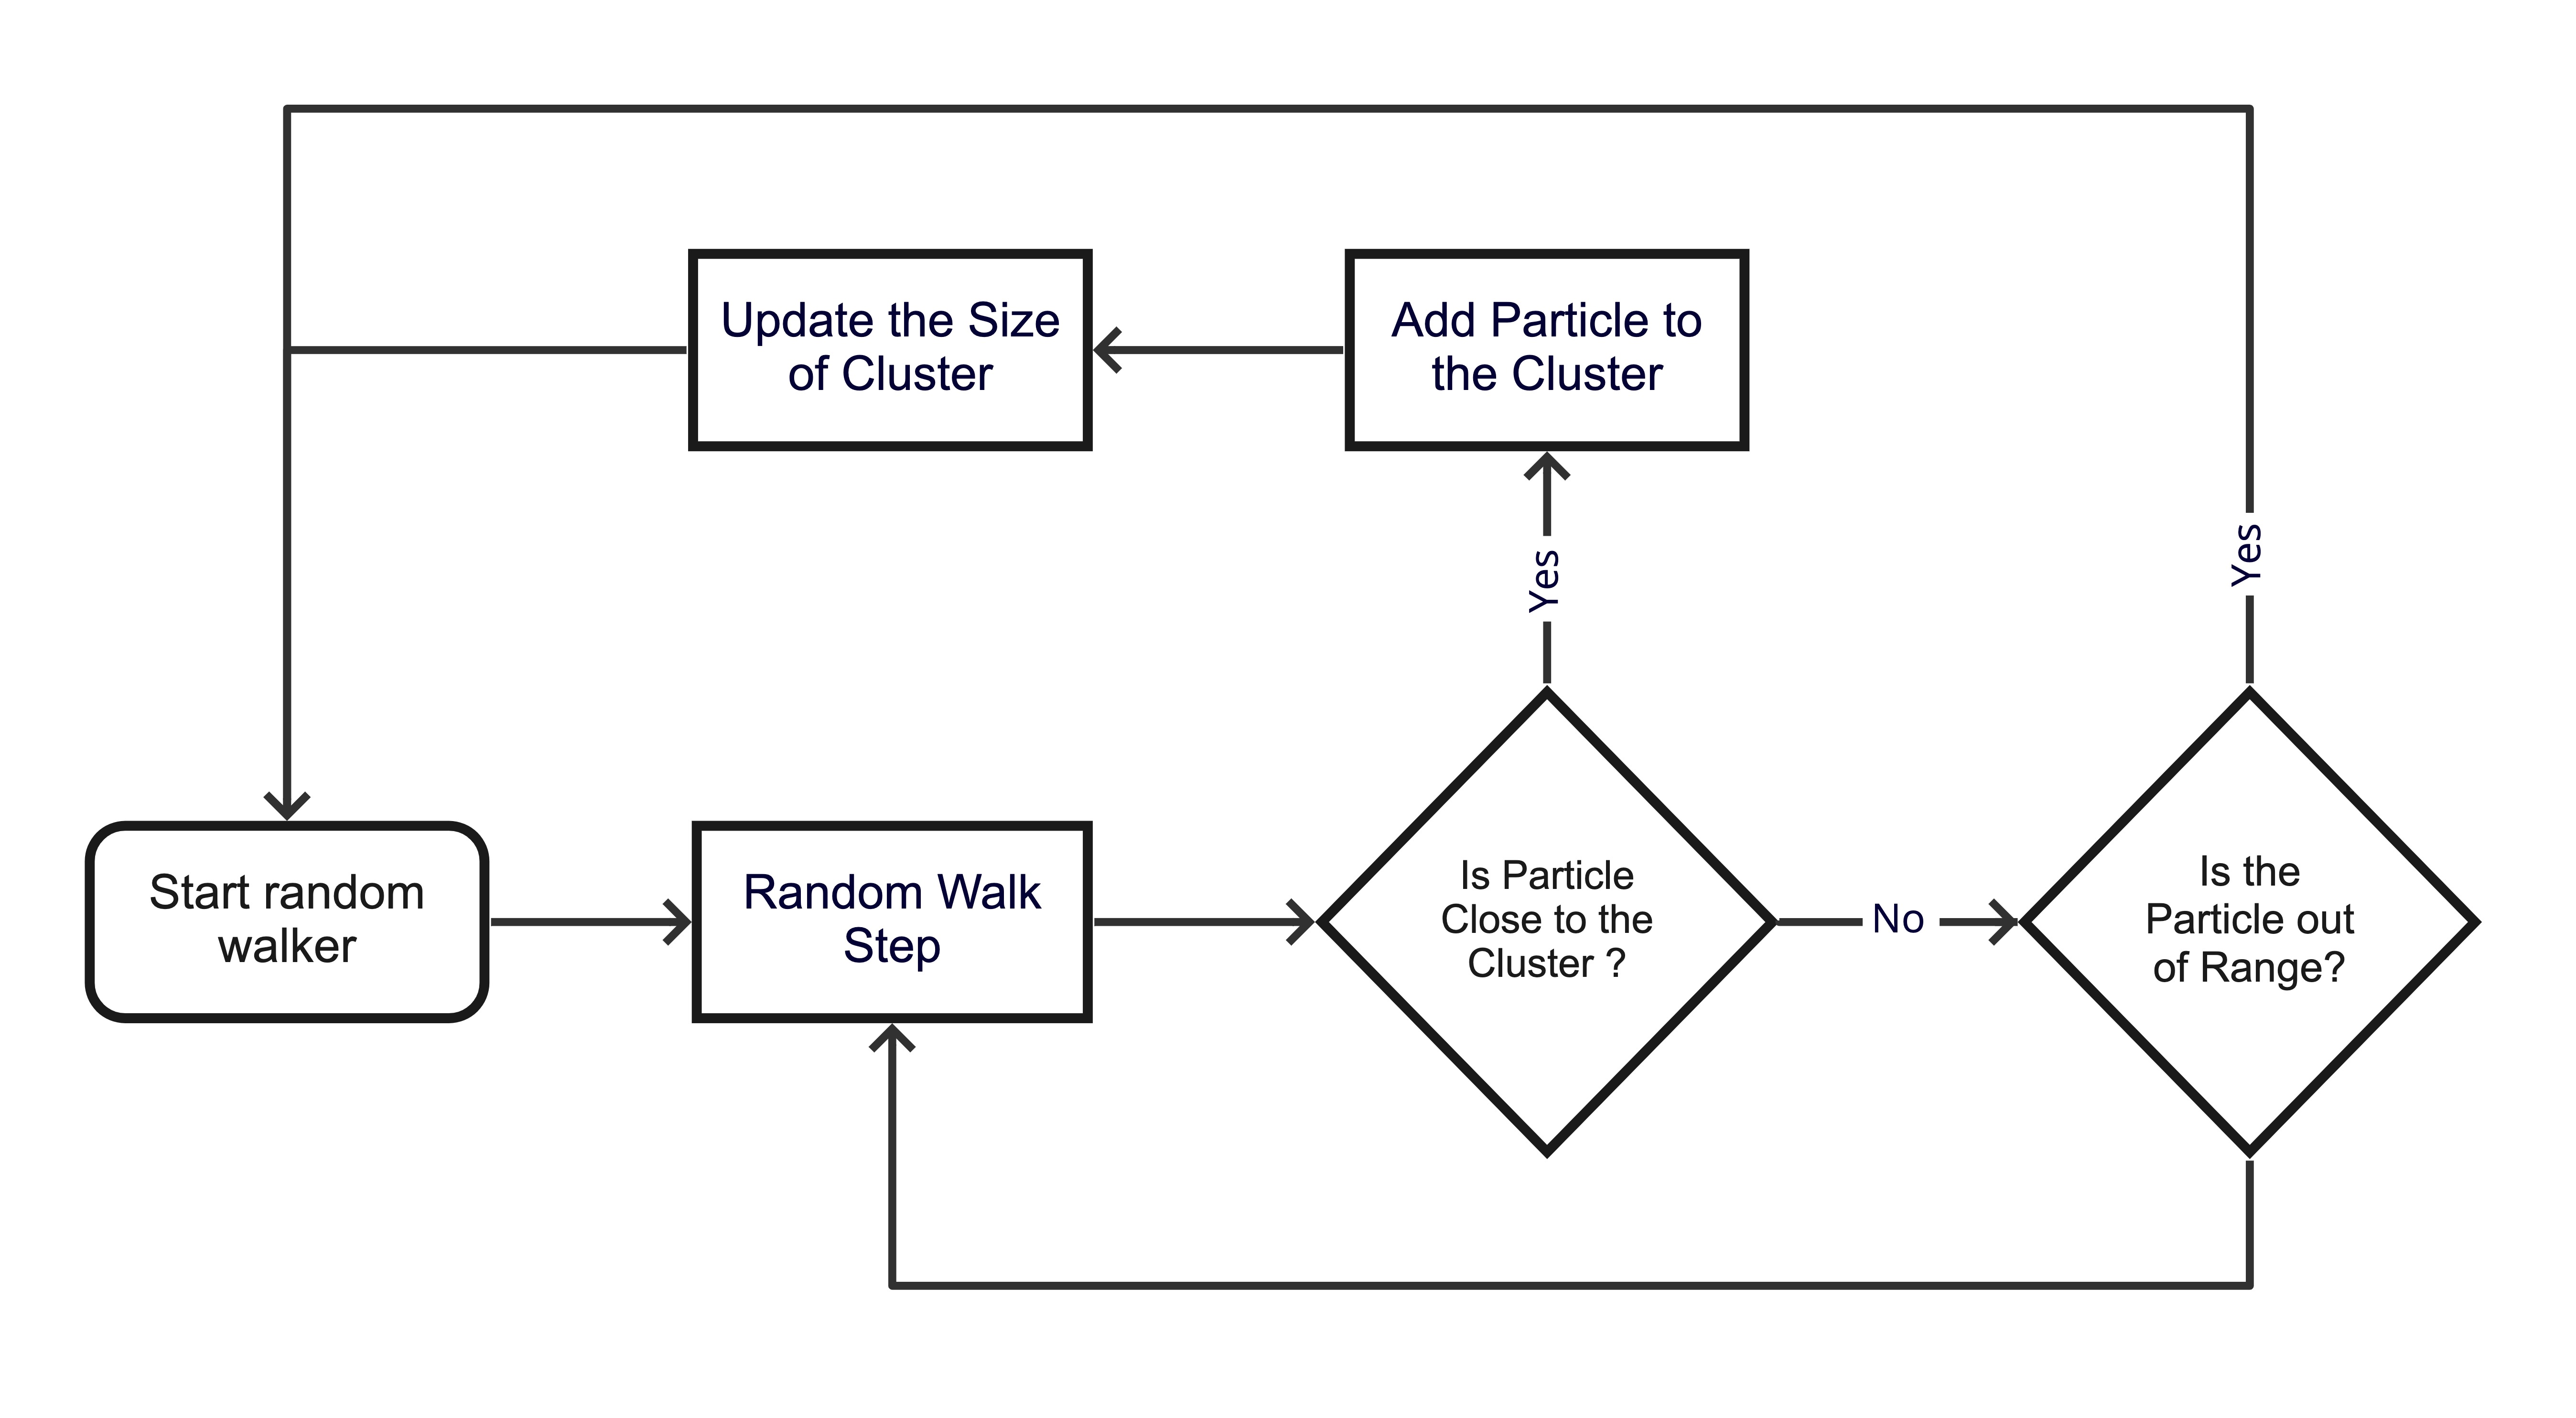 Update the Size
of Cluster
Add Particle to
the Cluster
Yes
Yes
Start random
walker
Random Walk
Step
Is Particle
Close to the
Cluster ?
No
Is the
Particle out
of Range?